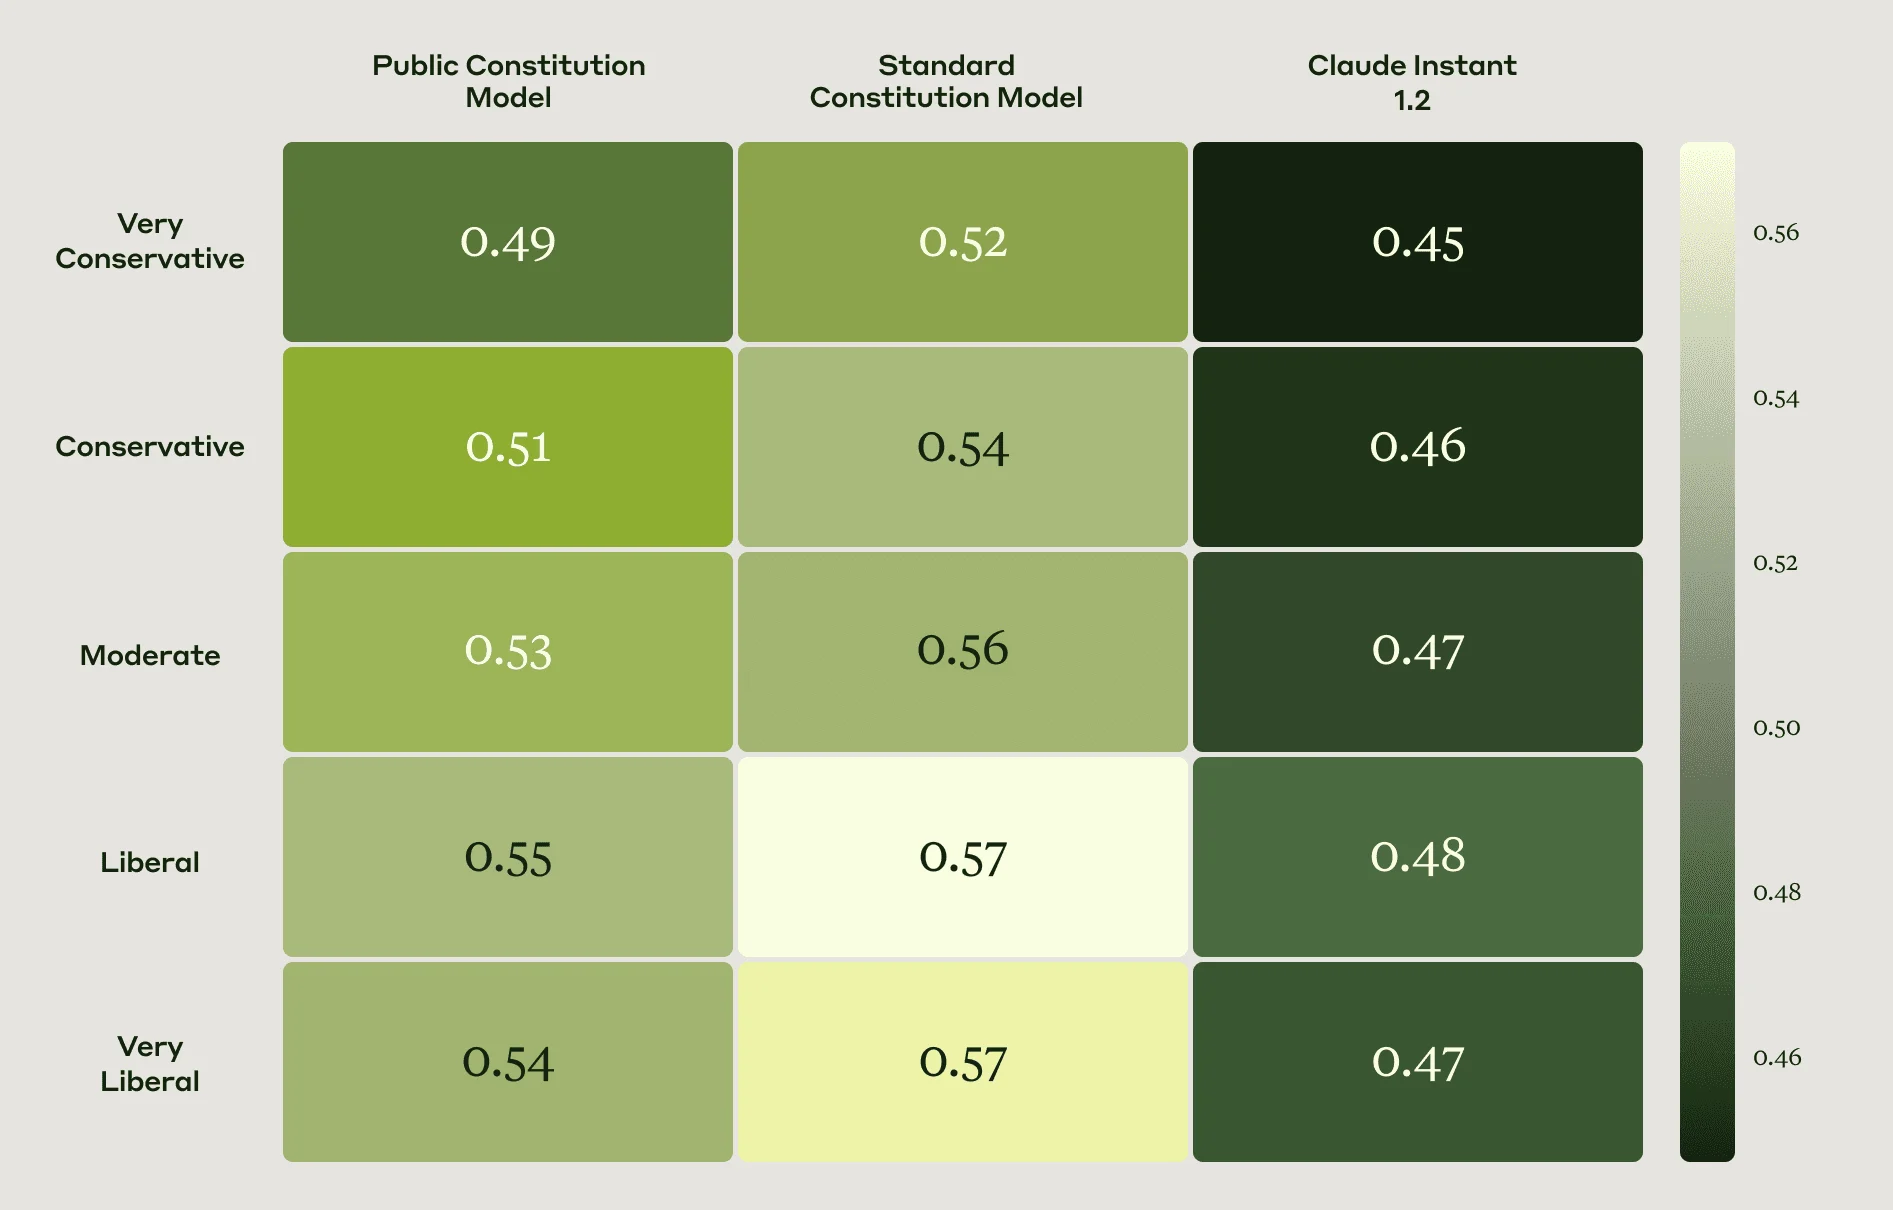 Public Constitution
Model
Standard
Constitution Model
Claude Instant
1.2
Very
Conservative
0.49
0.52
0.45
Conservative
0.51
0.54
0.46
Moderate
0.53
0.56
0.47
Liberal
0.55
0.57
0.48
Very
Liberal
0.54
0.57
0.47
0.56
0.54
0.52
0.50
0.48
0.46